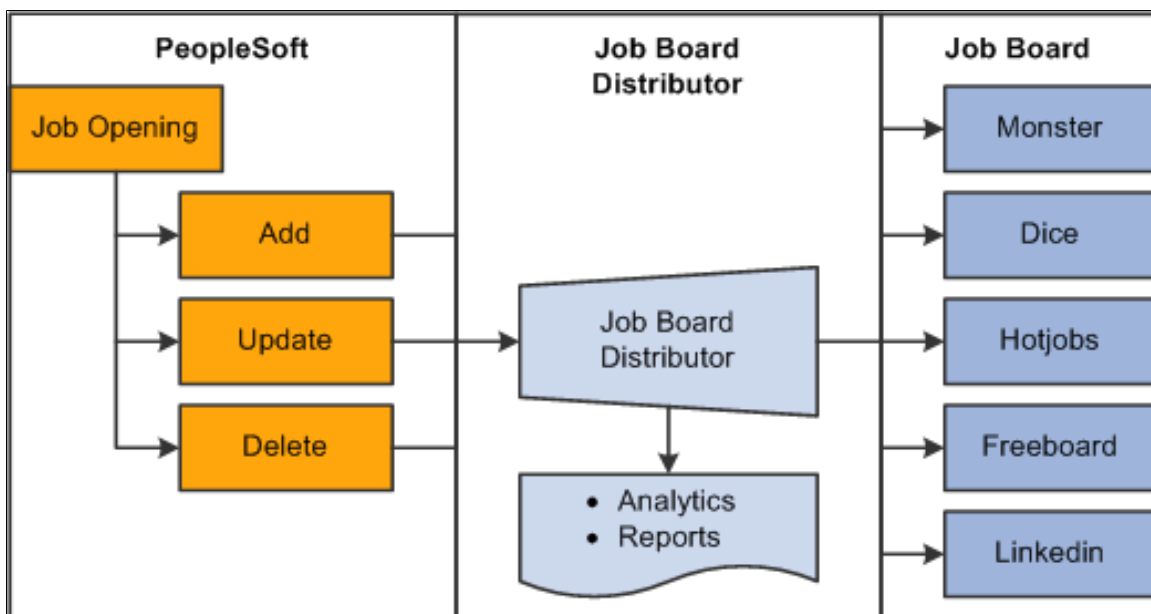 PeopleSoft
Job Board
Distributor
Job Board
Job Opening
Add
Update
Delete
Job Board
Distributor
• Analytics
• Reports
Monster
Dice
Hotjobs
Freeboard
Linkedin